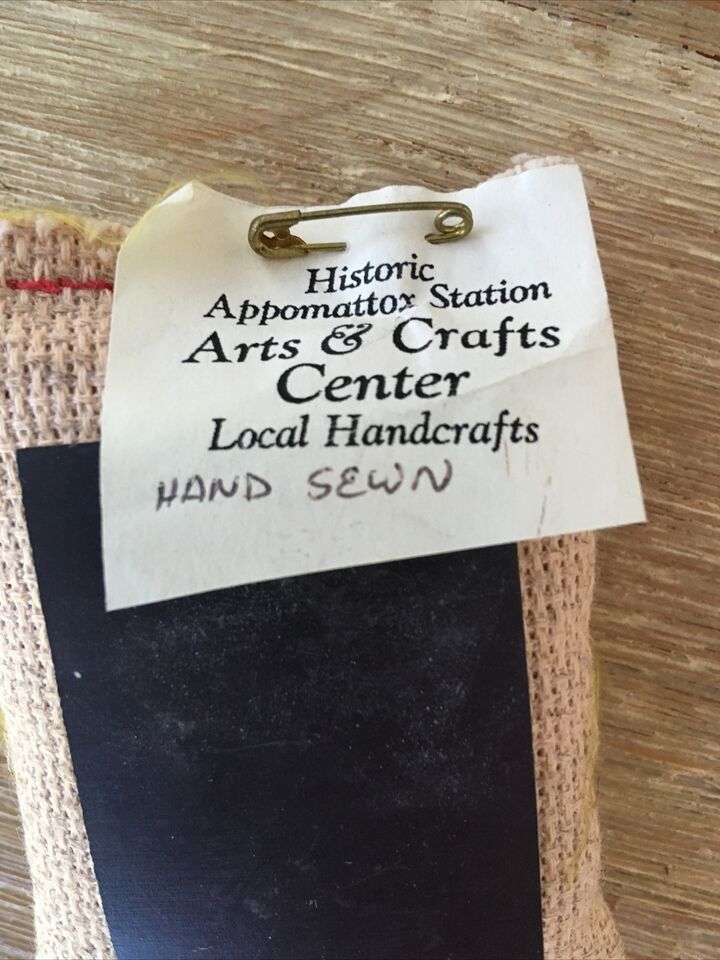 Historic
Appomattox Station
Arts & Crafts
Center
Local Handcrafts
HAND SEWN